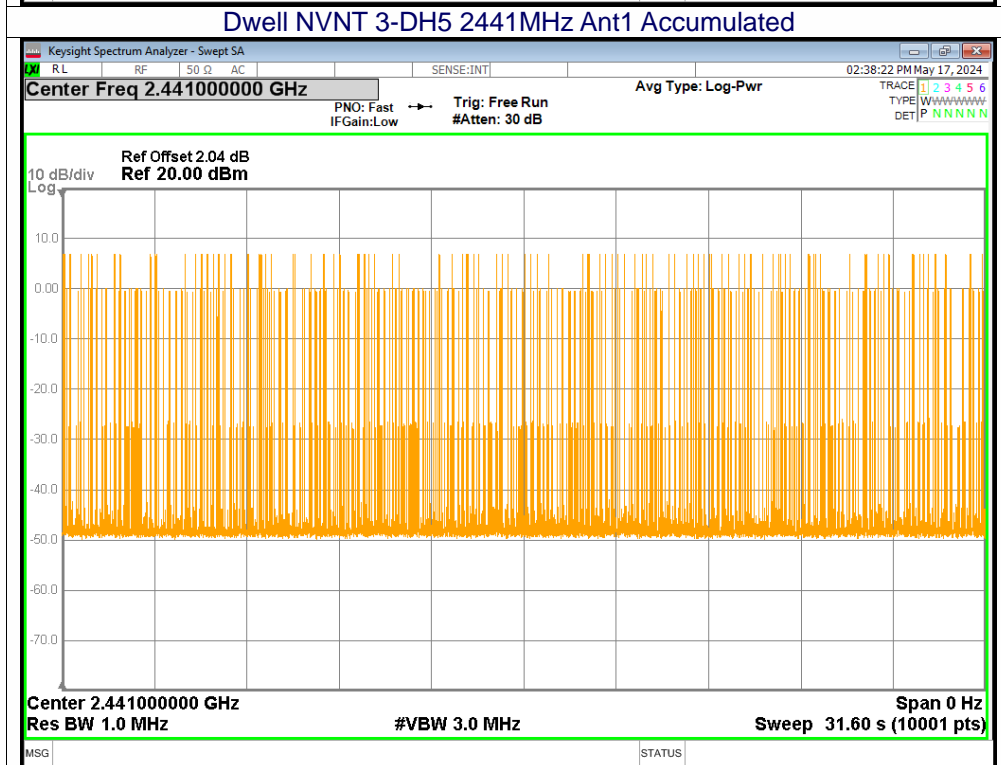 Dwell NVNT 3-DH5 2441MHz Ant1 Accumulated
Keysight Spectrum Analyzer - Swept SA
LXI RL RF 50 Ω AC SENSE:INT 02:38:22 PM May 17, 2024
Center Freq 2.441000000 GHz Avg Type: Log-Pwr TRACE 1 2 3 4 5 6
PNO: Fast Trig: Free Run TYPE WWWWWWW
IFGain:Low #Atten: 30 dB DET P N N N N N
Ref Offset 2.04 dB
10 dB/div Ref 20.00 dBm
Log
10.0
0.00
-10.0
-20.0
-30.0
-40.0
-50.0
-60.0
-70.0
Center 2.441000000 GHz Span 0 Hz
Res BW 1.0 MHz #VBW 3.0 MHz Sweep 31.60 s (10001 pts)
MSG STATUS